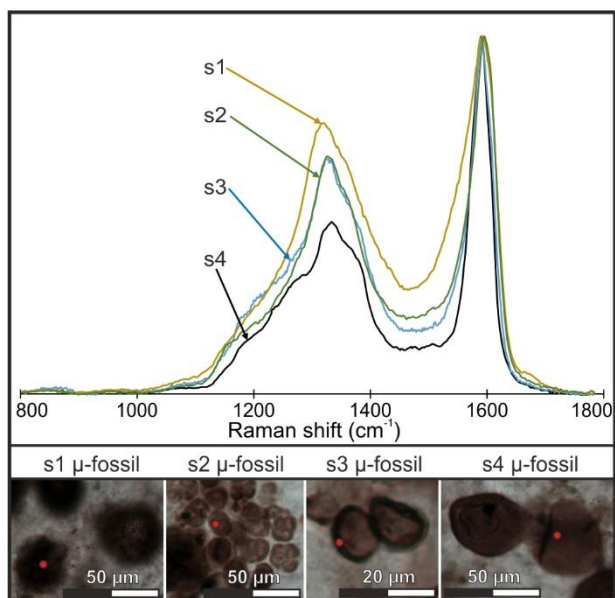 s1
s2
s3
s4
800 1000 1200 1400 1600 1800
Raman shift (cm⁻¹)
s1 μ-fossil s2 μ-fossil s3 μ-fossil s4 μ-fossil
50 μm 50 μm 20 μm 50 μm